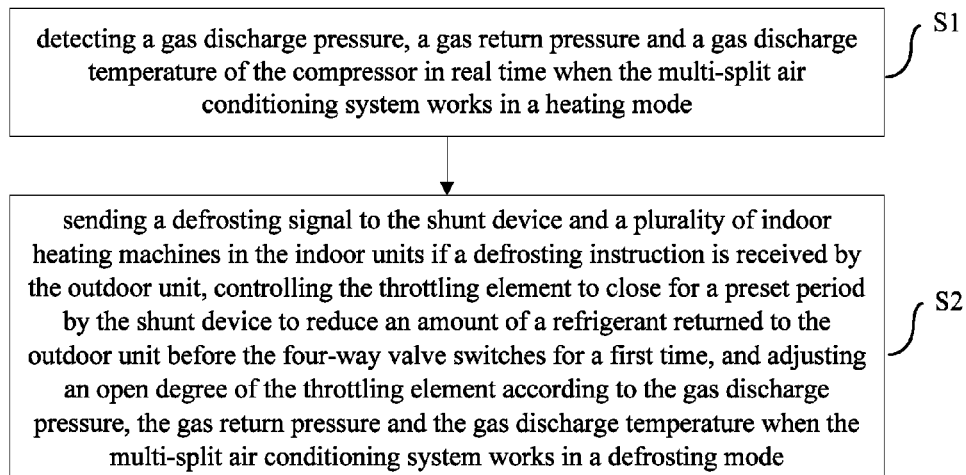 detecting a gas discharge pressure, a gas return pressure and a gas discharge
temperature of the compressor in real time when the multi-split air
conditioning system works in a heating mode
S1
sending a defrosting signal to the shunt device and a plurality of indoor
heating machines in the indoor units if a defrosting instruction is received by
the outdoor unit, controlling the throttling element to close for a preset period
by the shunt device to reduce an amount of a refrigerant returned to the
outdoor unit before the four-way valve switches for a first time, and adjusting
an open degree of the throttling element according to the gas discharge
pressure, the gas return pressure and the gas discharge temperature when the
multi-split air conditioning system works in a defrosting mode
S2